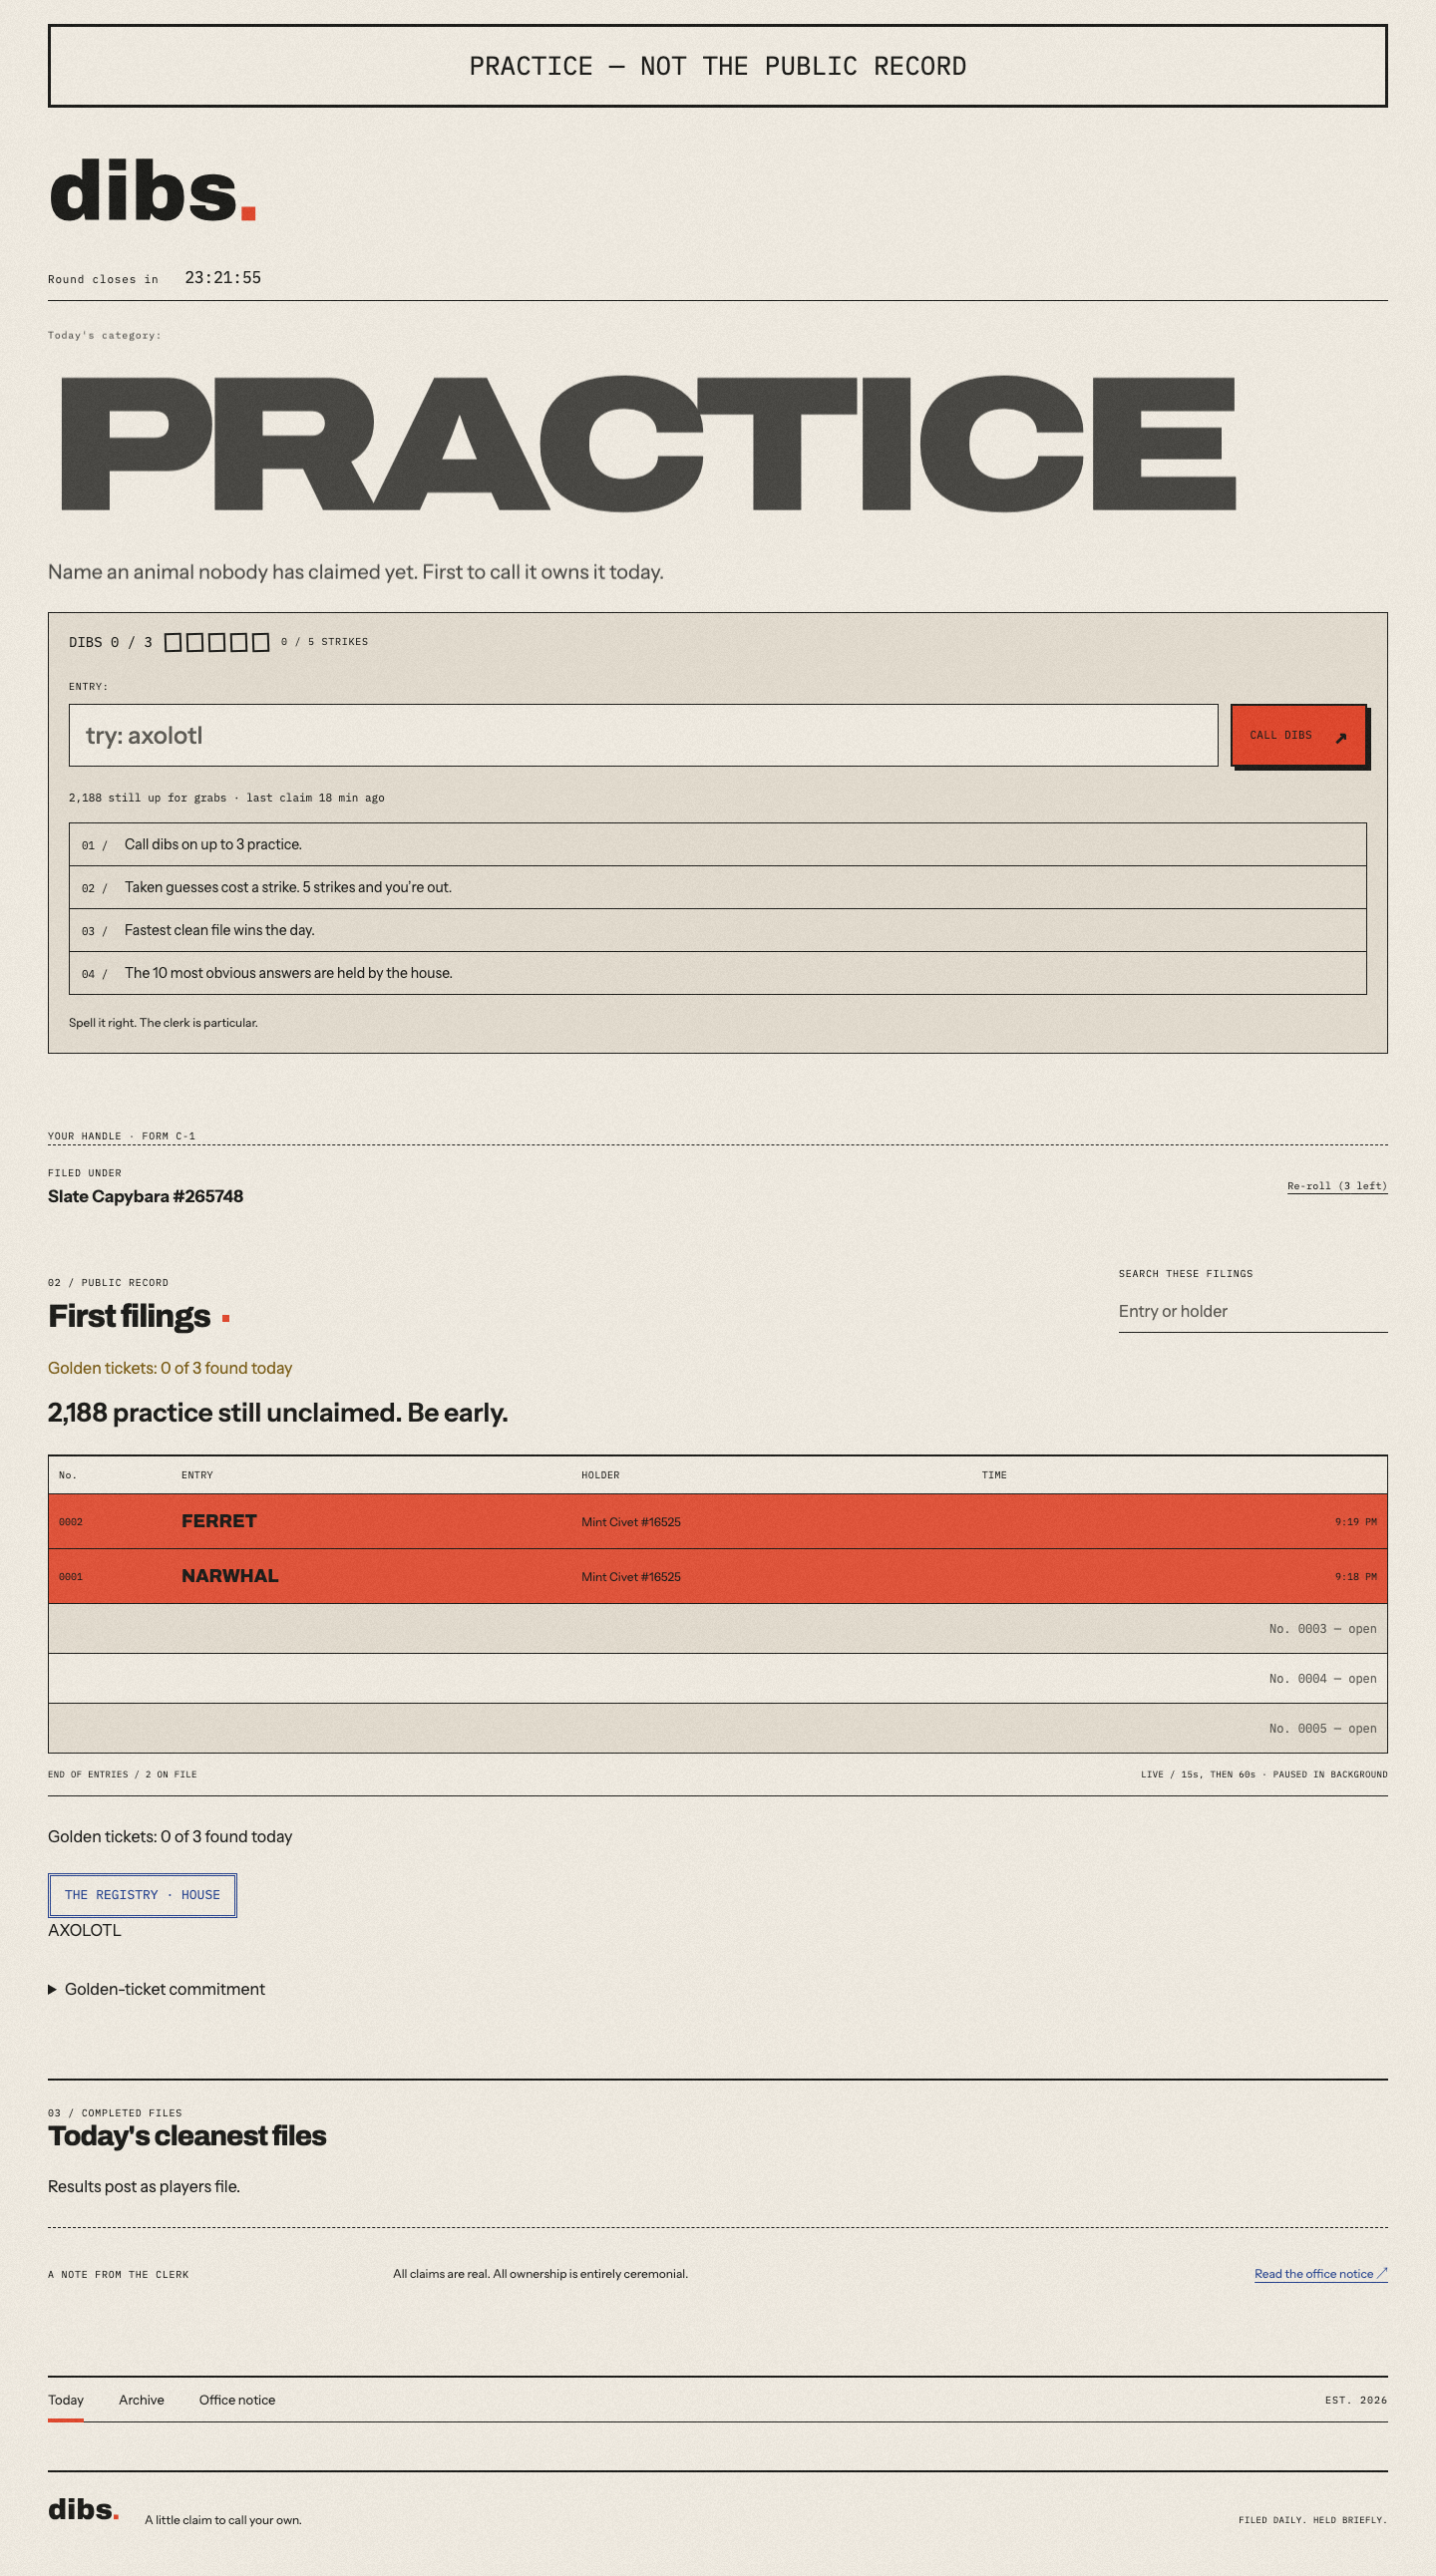 PRACTICE — NOT THE PUBLIC RECORD
dibs.
Round closes in 23:21:55
Today's category:
PRACTICE
Name an animal nobody has claimed yet. First to call it owns it today.
DIBS 0 / 3 0 / 5 STRIKES
ENTRY:
try: axolotl
CALL DIBS ↗
2,188 still up for grabs · last claim 18 min ago
01 / Call dibs on up to 3 practice.
02 / Taken guesses cost a strike. 5 strikes and you’re out.
03 / Fastest clean file wins the day.
04 / The 10 most obvious answers are held by the house.
Spell it right. The clerk is particular.
YOUR HANDLE · FORM C-1
FILED UNDER
Slate Capybara #265748
Re-roll (3 left)
02 / PUBLIC RECORD
First filings
SEARCH THESE FILINGS
Entry or holder
Golden tickets: 0 of 3 found today
2,188 practice still unclaimed. Be early.
No. ENTRY HOLDER TIME
0002 FERRET Mint Civet #16525 9:19 PM
0001 NARWHAL Mint Civet #16525 9:18 PM
No. 0003 — open
No. 0004 — open
No. 0005 — open
END OF ENTRIES / 2 ON FILE LIVE / 15s, THEN 60s · PAUSED IN BACKGROUND
Golden tickets: 0 of 3 found today
THE REGISTRY · HOUSE
AXOLOTL
Golden-ticket commitment
03 / COMPLETED FILES
Today's cleanest files
Results post as players file.
A NOTE FROM THE CLERK All claims are real. All ownership is entirely ceremonial. Read the office notice ↗
Today Archive Office notice EST. 2026
dibs. A little claim to call your own. FILED DAILY. HELD BRIEFLY.